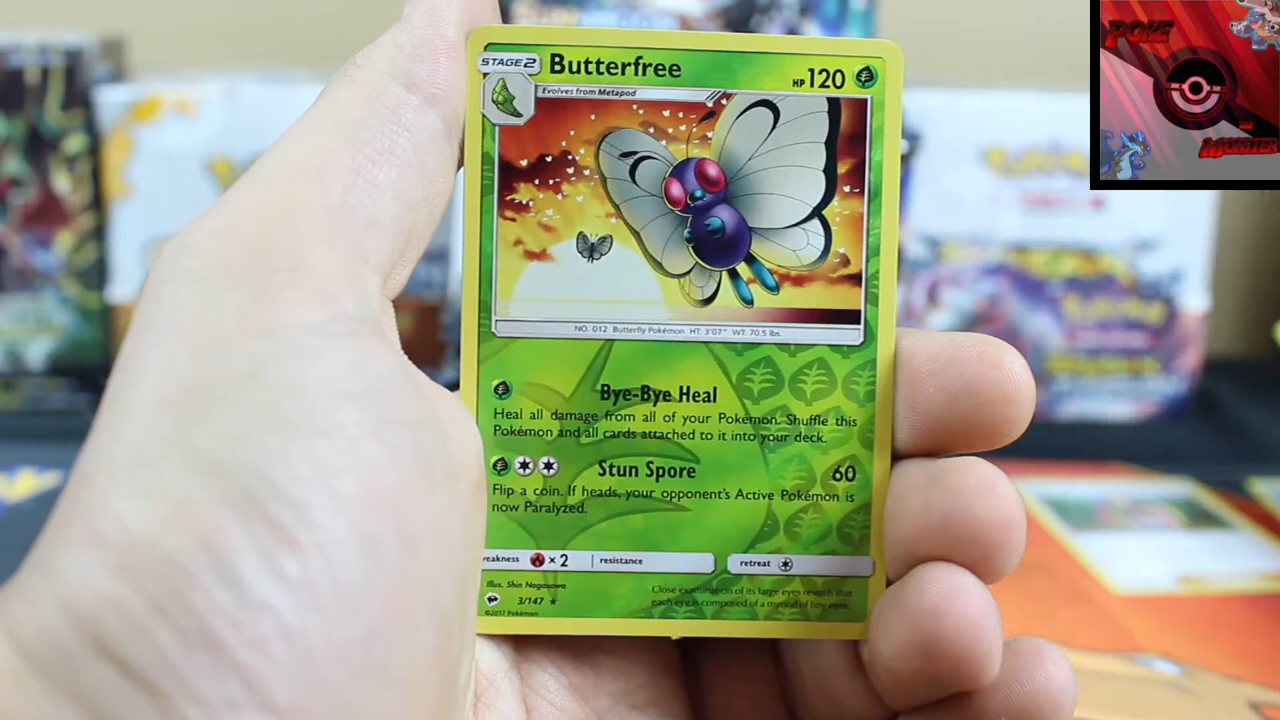 STAGE2 Butterfree HP 120
Evolves from Metapod
NO. 012 Butterfly Pokémon HT: 3'07" WT: 70.5 lbs.
Bye-Bye Heal
Heal all damage from all of your Pokémon. Shuffle this
Pokémon and all cards attached to it into your deck.
Stun Spore 60
Flip a coin. If heads, your opponent's Active Pokémon is
now Paralyzed.
weakness ×2 resistance retreat
Illus. Shin Nagasawa
3/147
©2017 Pokémon
Close examination of its large eyes reveals that
each eye is composed of a myriad of tiny eyes.
POKE
MONSTER